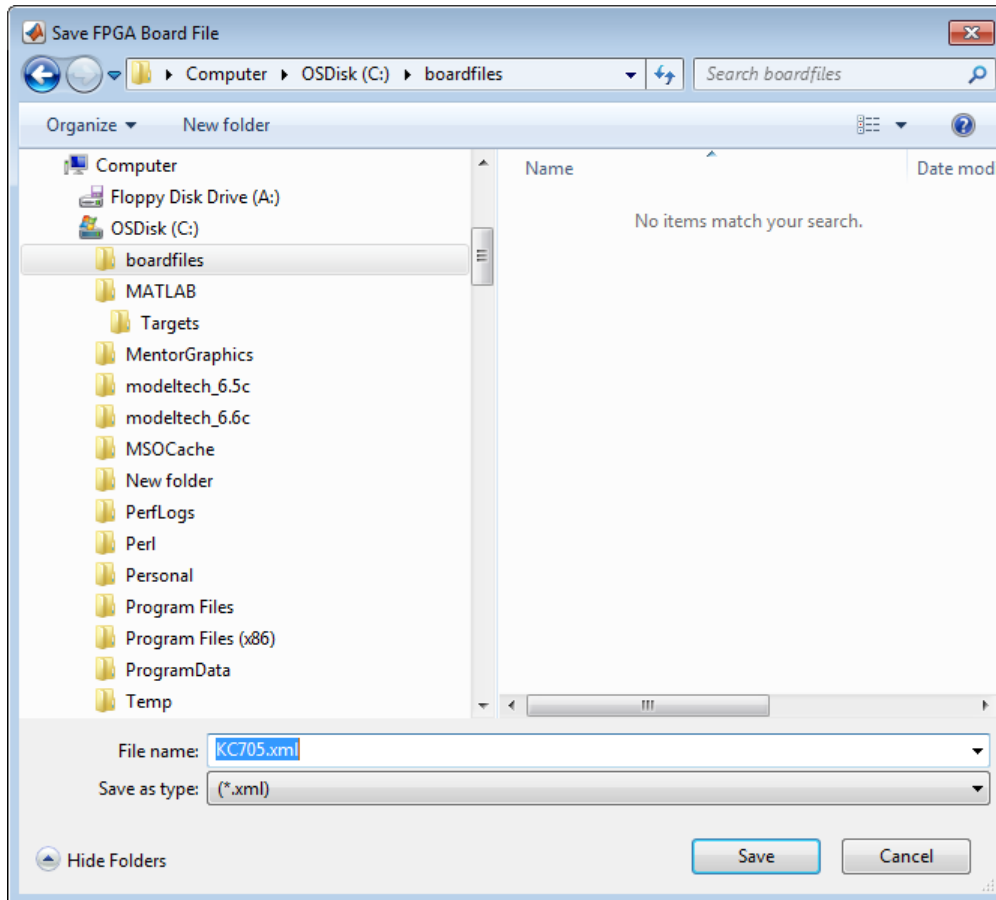 Save FPGA Board File
Computer OSDisk (C:) boardfiles
Search boardfiles
Organize
New folder
Computer
Floppy Disk Drive (A:)
OSDisk (C:)
boardfiles
MATLAB
Targets
MentorGraphics
modeltech_6.5c
modeltech_6.6c
MSOCache
New folder
PerfLogs
Perl
Personal
Program Files
Program Files (x86)
ProgramData
Temp
Name
Date mod
No items match your search.
File name: KC705.xml
Save as type: (*.xml)
Hide Folders
Save
Cancel